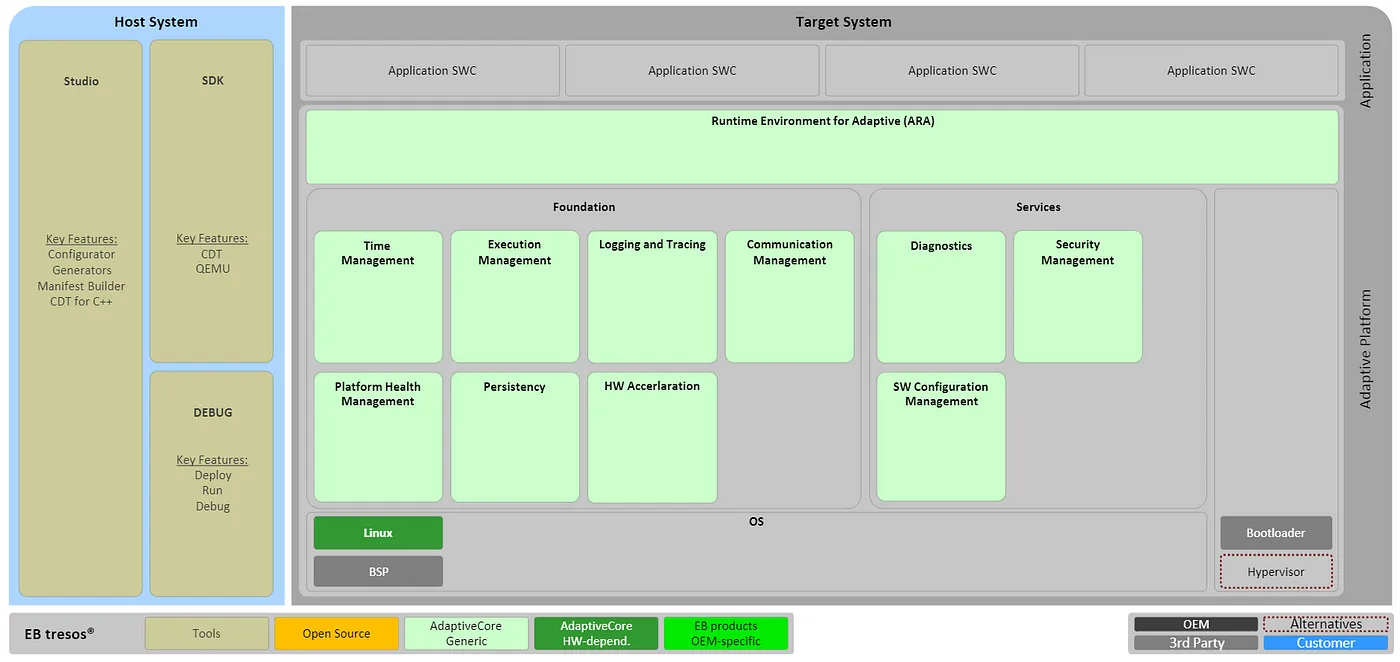 Host System
Studio
Key Features:
Configurator
Generators
Manifest Builder
CDT for C++
SDK
Key Features:
CDT
QEMU
DEBUG
Key Features:
Deploy
Run
Debug
Target System
Application SWC
Application SWC
Application SWC
Application SWC
Application
Runtime Environment for Adaptive (ARA)
Foundation
Time
Management
Execution
Management
Logging and Tracing
Communication
Management
Platform Health
Management
Persistency
HW Accerlaration
Services
Diagnostics
Security
Management
SW Configuration
Management
Adaptive Platform
OS
Linux
BSP
Bootloader
Hypervisor
EB tresos®
Tools
Open Source
AdaptiveCore
Generic
AdaptiveCore
HW-depend.
EB products
OEM-specific
OEM
Alternatives
3rd Party
Customer